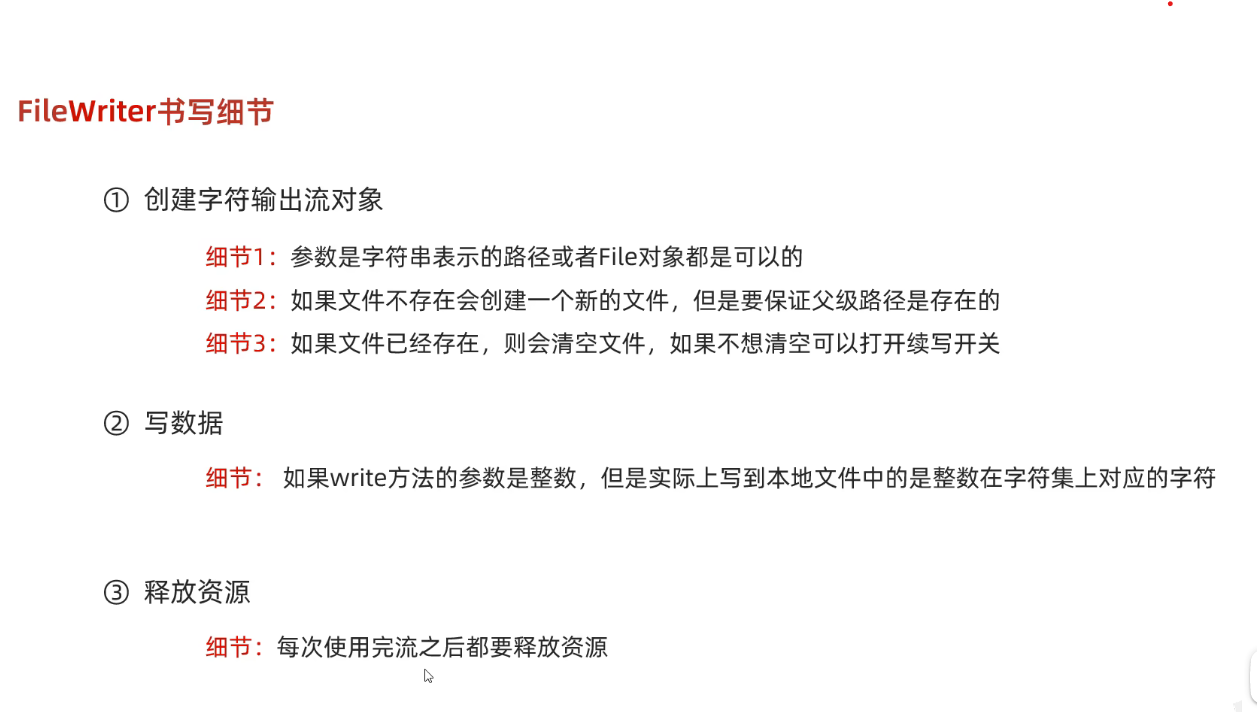 FileWriter书写细节
① 创建字符输出流对象
细节1：参数是字符串表示的路径或者File对象都是可以的
细节2：如果文件不存在会创建一个新的文件，但是要保证父级路径是存在的
细节3：如果文件已经存在，则会清空文件，如果不想清空可以打开续写开关
② 写数据
细节： 如果write方法的参数是整数，但是实际上写到本地文件中的是整数在字符集上对应的字符
③ 释放资源
细节：每次使用完流之后都要释放资源